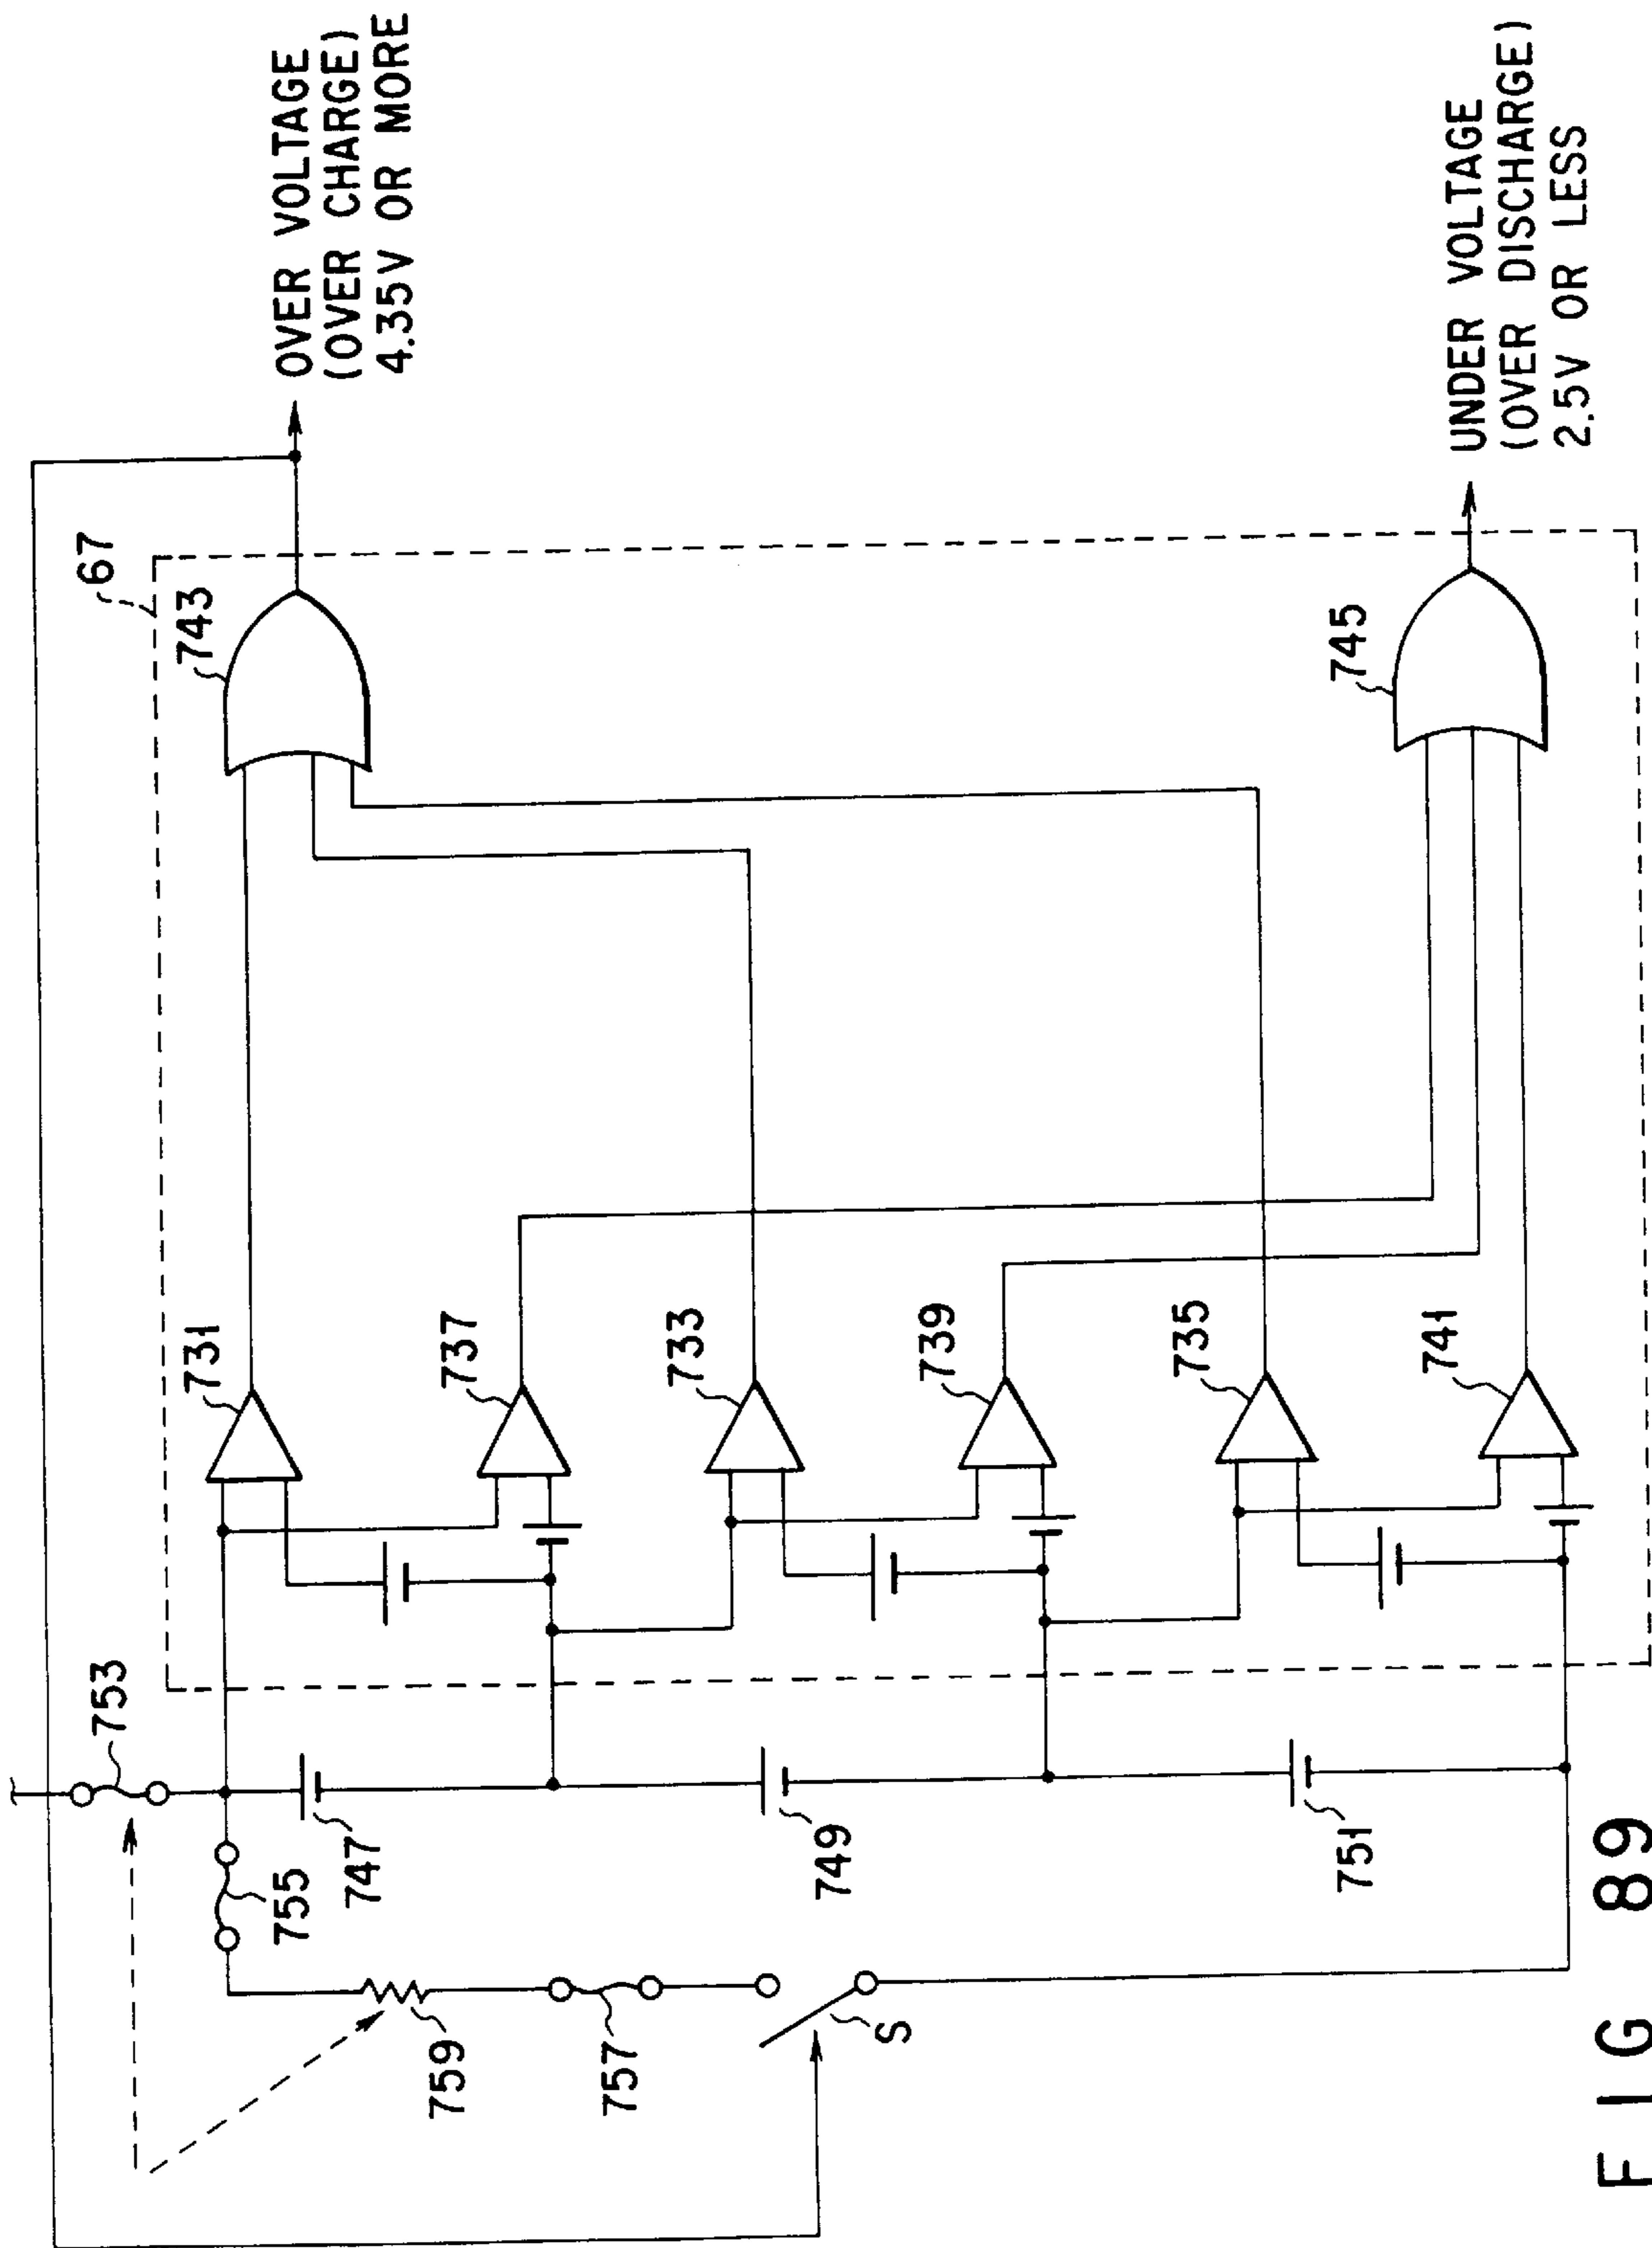 OVER VOLTAGE
(OVER CHARGE)
4.35V OR MORE
67
743
731
737
733
739
735
741
745
UNDER VOLTAGE
(OVER DISCHARGE)
2.5V OR LESS
753
755
747
749
751
759
757
S
FIG 89